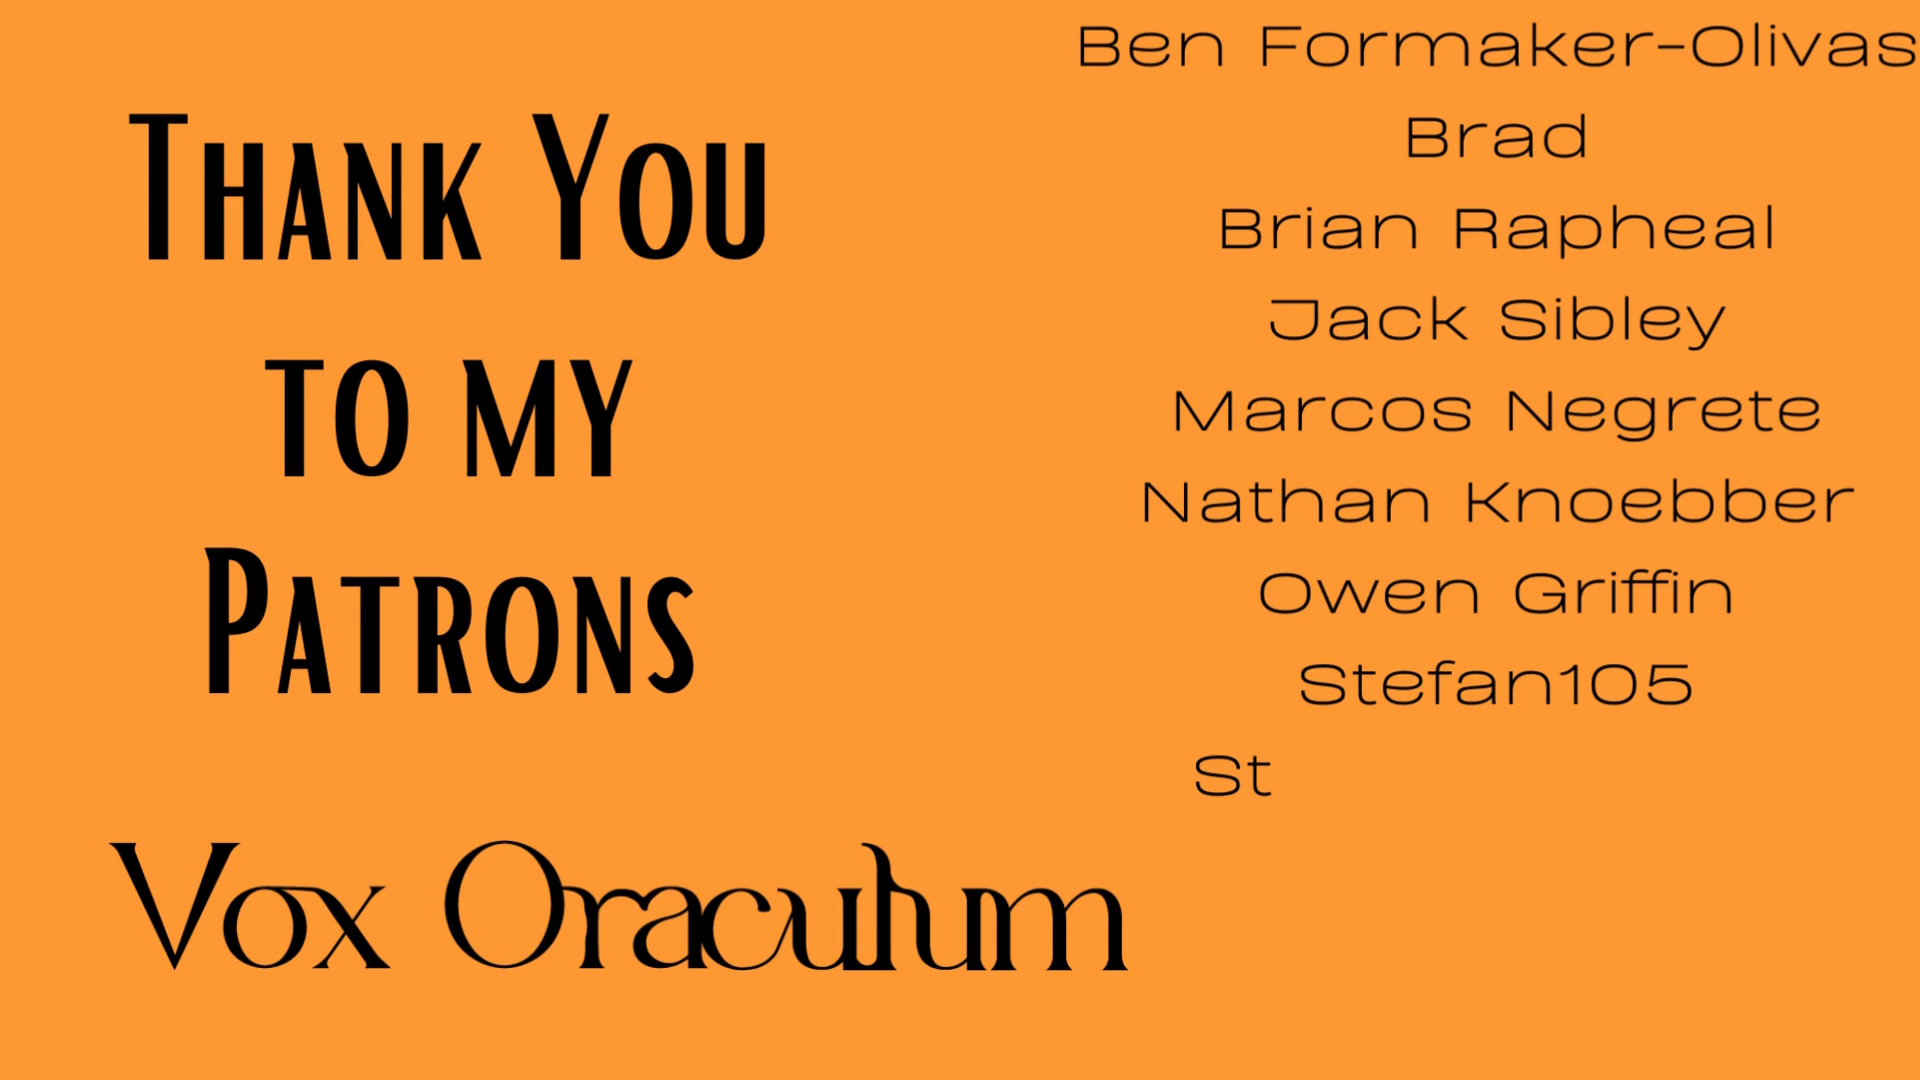 Thank You
to my
Patrons
Vox Oraculum
Ben Formaker-Olivas
Brad
Brian Rapheal
Jack Sibley
Marcos Negrete
Nathan Knoebber
Owen Griffin
Stefan105
St